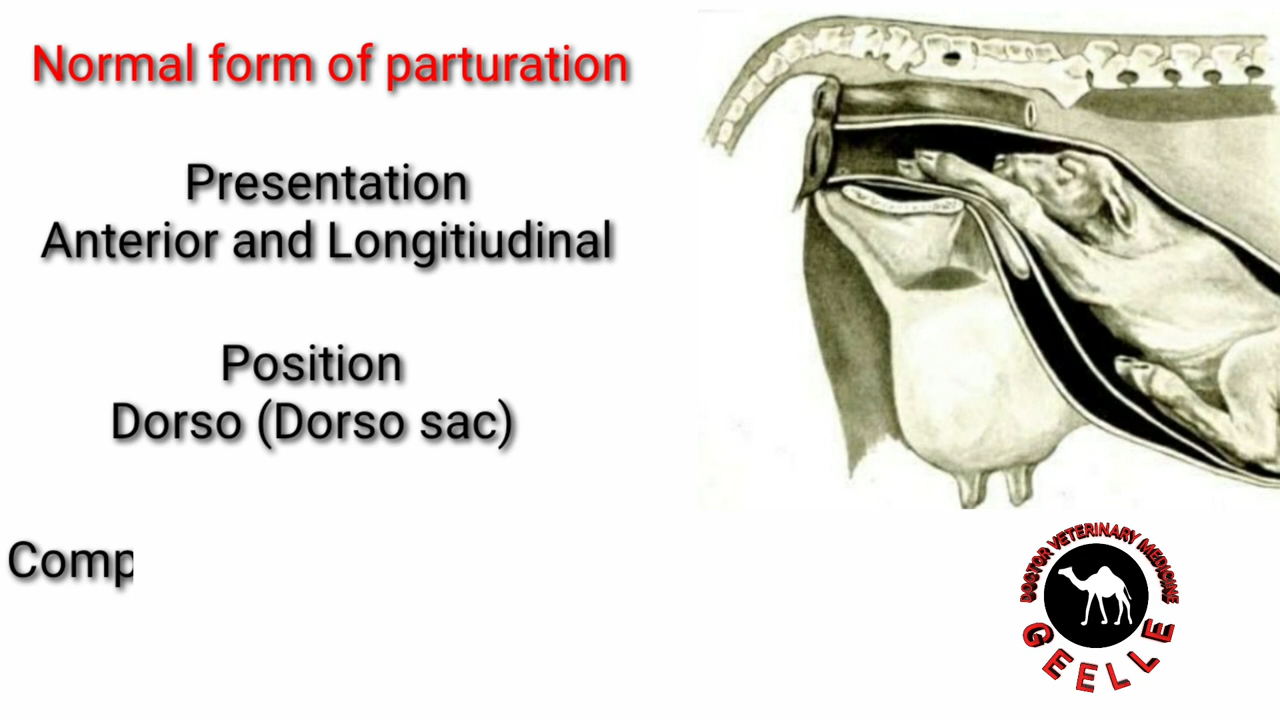 Normal form of parturation
Presentation
Anterior and Longitiudinal
Position
Dorso (Dorso sac)
Comp
DOCTOR VETERINARY MEDICINE
GEELLE